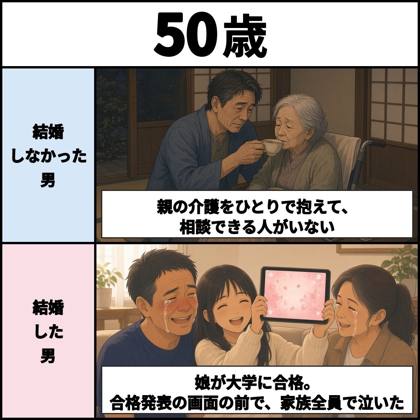 50歳
結婚
しなかった
男
親の介護をひとりで抱えて、
相談できる人がいない
結婚
した
男
娘が大学に合格。
合格発表の画面の前で、家族全員で泣いた